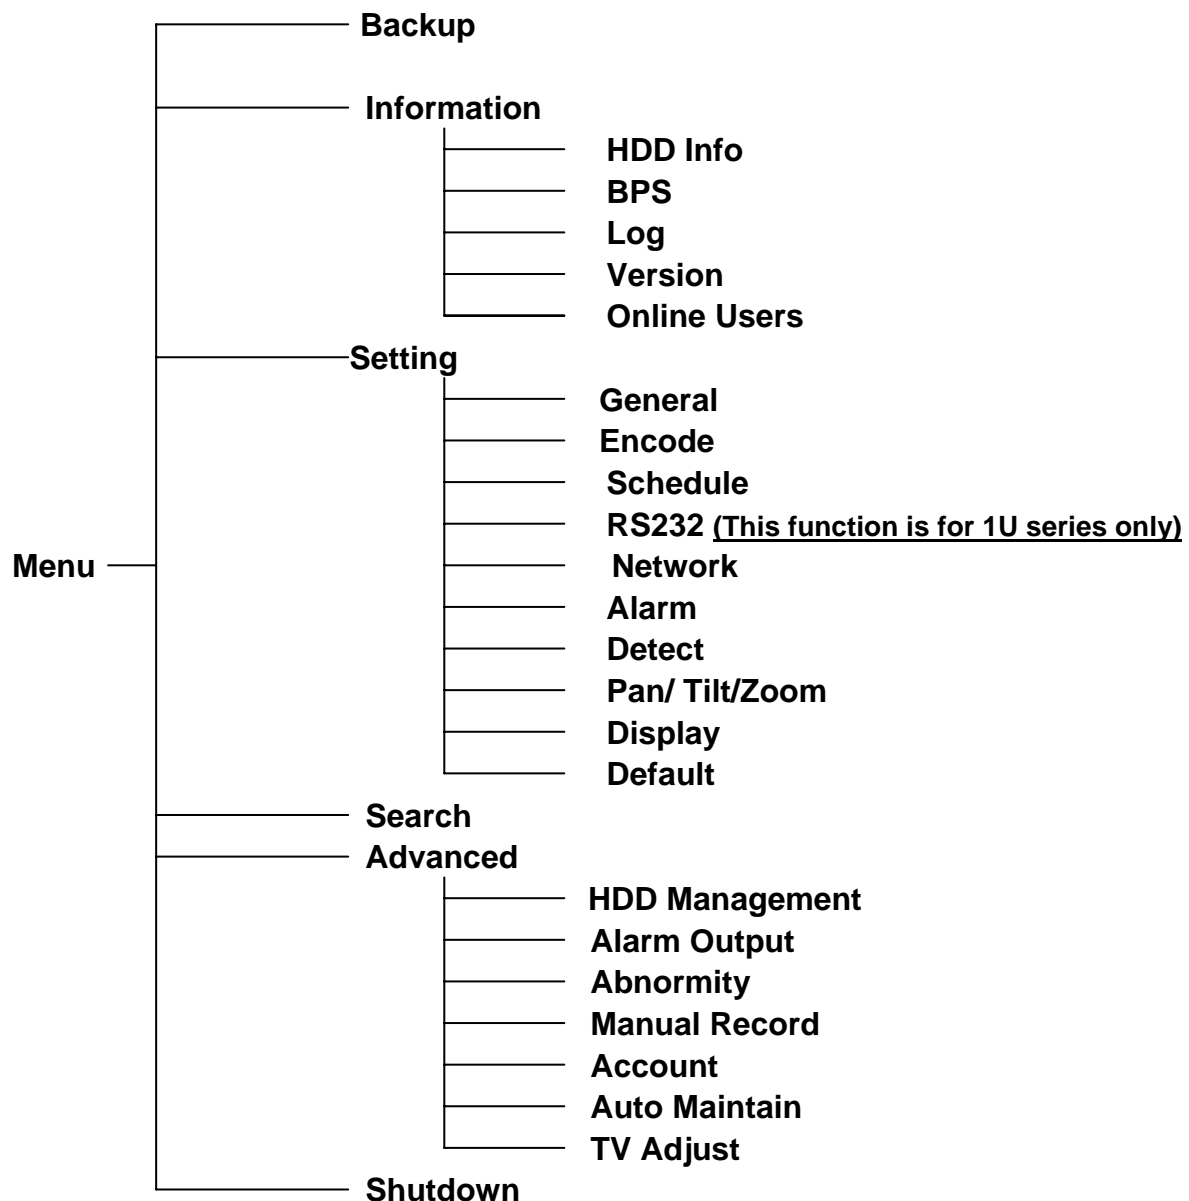 Backup
Information
HDD Info
BPS
Log
Version
Online Users
Setting
General
Encode
Schedule
RS232 (This function is for 1U series only)
Menu
Network
Alarm
Detect
Pan/ Tilt/Zoom
Display
Default
Search
Advanced
HDD Management
Alarm Output
Abnormity
Manual Record
Account
Auto Maintain
TV Adjust
Shutdown